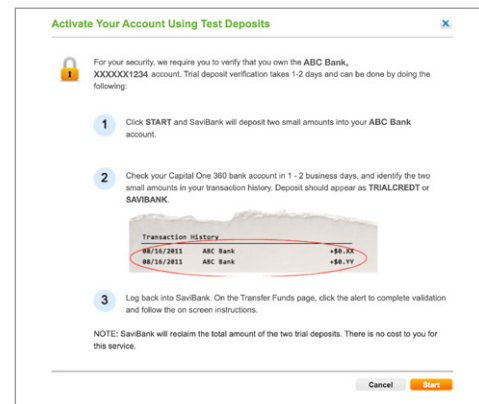 Activate Your Account Using Test Deposits
For your security, we require you to verify that you own the ABC Bank,
XXXXXX1234 account. Trial deposit verification takes 1-2 days and can be done by doing the
following:
1
Click START and SaviBank will deposit two small amounts into your ABC Bank
account.
2
Check your Capital One 360 bank account in 1 - 2 business days, and identify the two
small amounts in your transaction history. Deposit should appear as TRIALCREDT or
SAVIBANK.
Transaction History
08/16/2011 ABC Bank +$0.XX
08/16/2011 ABC Bank +$0.YY
3
Log back into SaviBank. On the Transfer Funds page, click the alert to complete validation
and follow the on screen instructions.
NOTE: SaviBank will reclaim the total amount of the two trial deposits. There is no cost to you for
this service.
Cancel Start